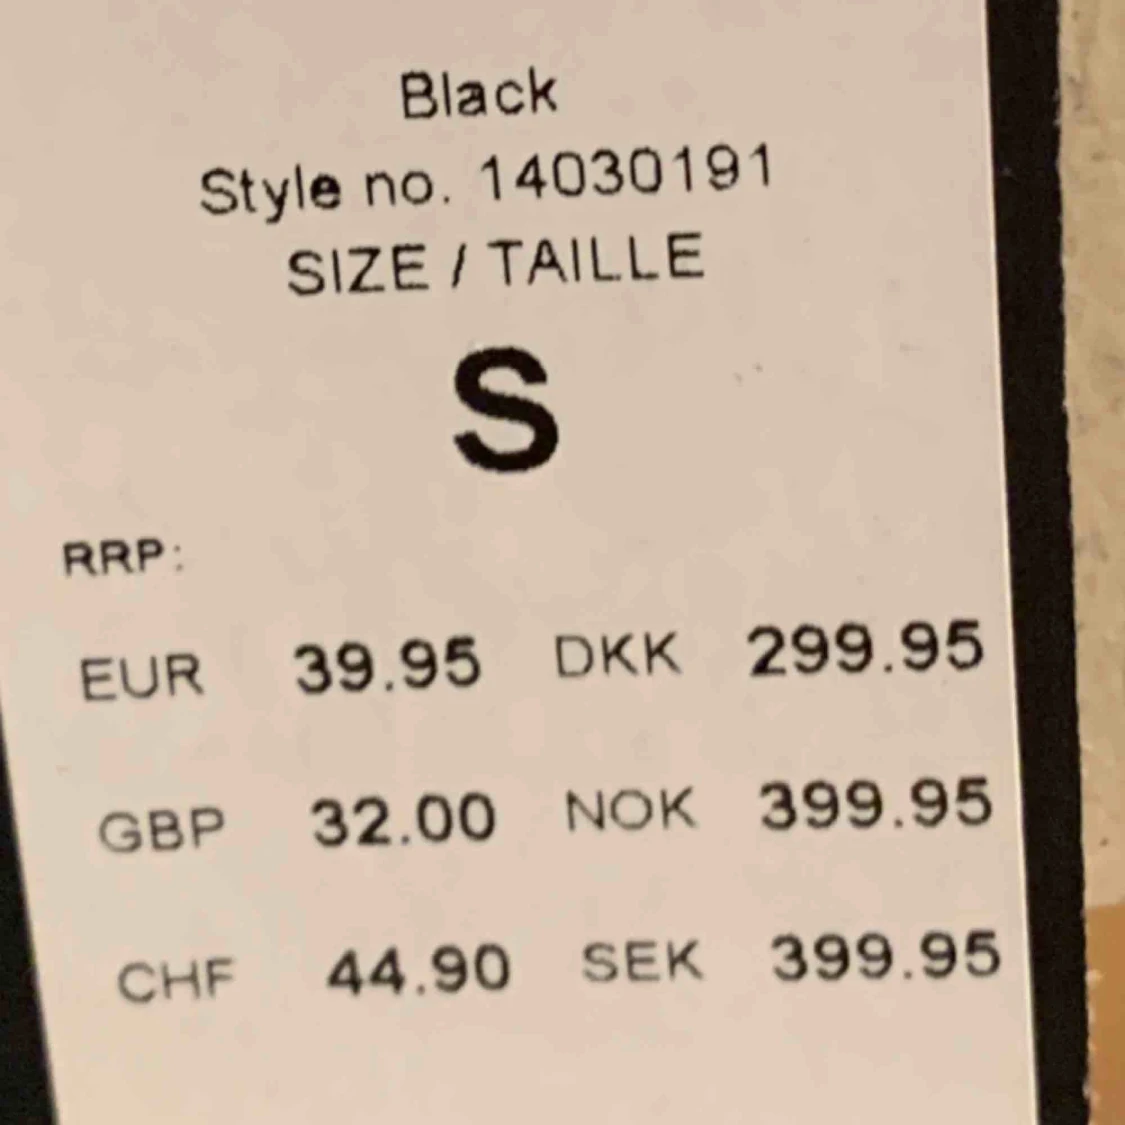 Black
Style no. 14030191
SIZE / TAILLE
S
RRP:
EUR 39.95 DKK 299.95
GBP 32.00 NOK 399.95
CHF 44.90 SEK 399.95